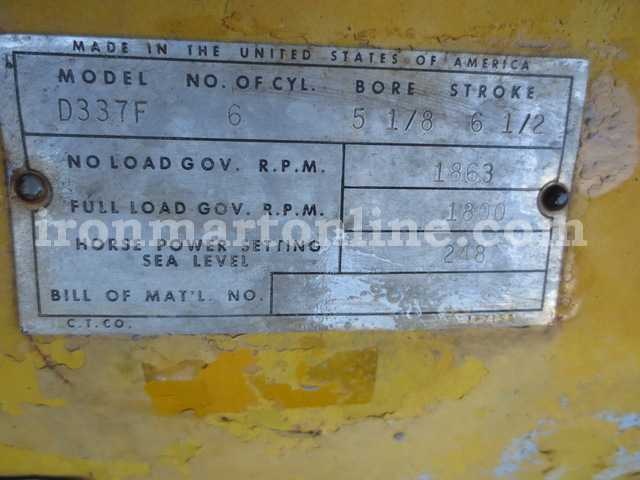 MADE IN THE UNITED STATES OF AMERICA
MODEL NO. OF CYL. BORE STROKE
D337F 6 5 1/8 6 1/2
NO LOAD GOV. R.P.M. 1863
FULL LOAD GOV. R.P.M. 1800
ironmartonline.com
HORSE POWER SETTING
SEA LEVEL 248
BILL OF MAT'L. NO.
C.T.CO.